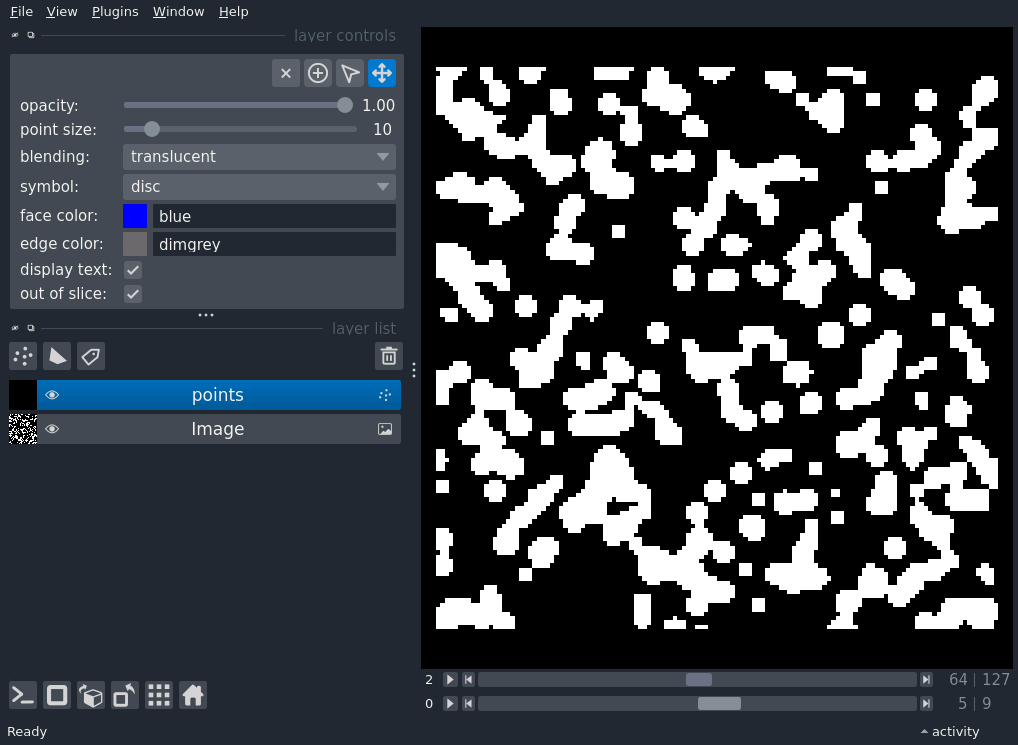 File View Plugins Window Help
layer controls
opacity: 1.00
point size: 10
blending: translucent
symbol: disc
face color: blue
edge color: dimgrey
display text:
out of slice:
layer list
points
Image
2 64 | 127
0 5 | 9
Ready activity